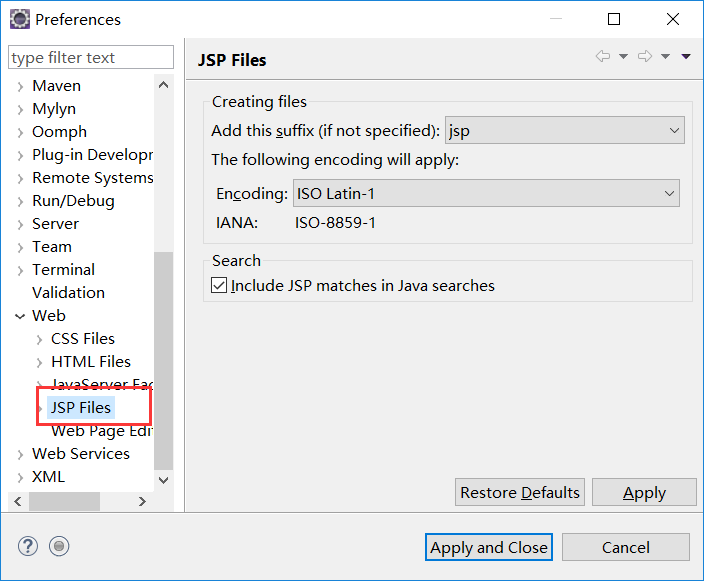 Preferences
type filter text
Maven
Mylyn
Oomph
Plug-in Developr
Remote Systems
Run/Debug
Server
Team
Terminal
Validation
Web
CSS Files
HTML Files
JavaServer Fac
JSP Files
Web Page Edi
Web Services
XML
JSP Files
Creating files
Add this suffix (if not specified): jsp
The following encoding will apply:
Encoding: ISO Latin-1
IANA: ISO-8859-1
Search
Include JSP matches in Java searches
Restore Defaults Apply
? Apply and Close Cancel